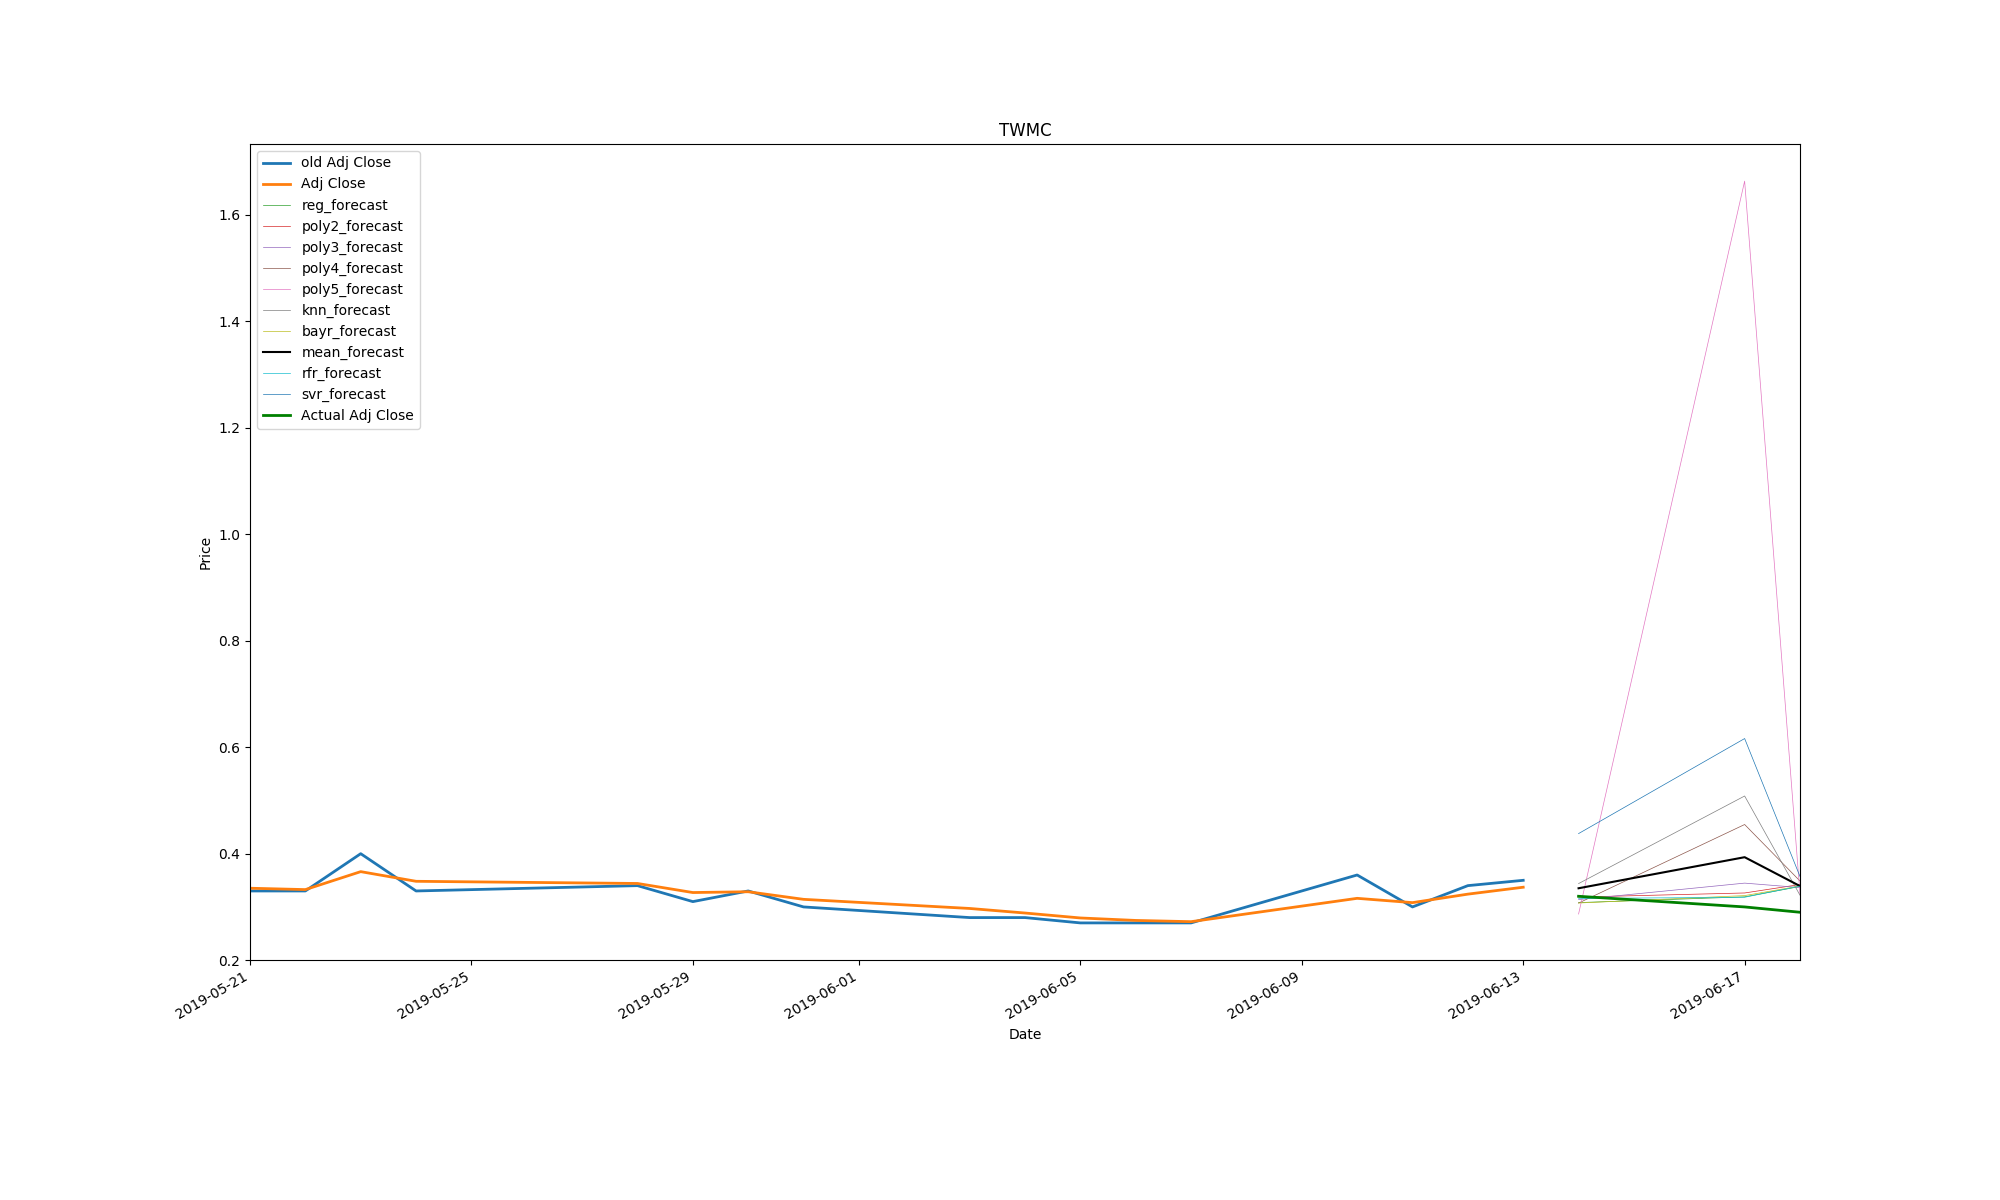 TWMC
old Adj Close
Adj Close
reg_forecast
poly2_forecast
poly3_forecast
poly4_forecast
poly5_forecast
knn_forecast
bayr_forecast
mean_forecast
rfr_forecast
svr_forecast
Actual Adj Close
1.6
1.4
1.2
1.0
0.8
0.6
0.4
0.2
Price
2019-05-21
2019-05-25
2019-05-29
2019-06-01
2019-06-05
2019-06-09
2019-06-13
2019-06-17
Date